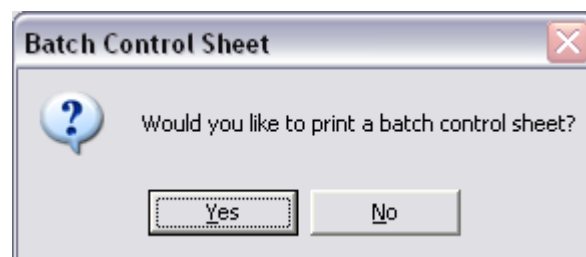 Batch Control Sheet
Would you like to print a batch control sheet?
Yes No